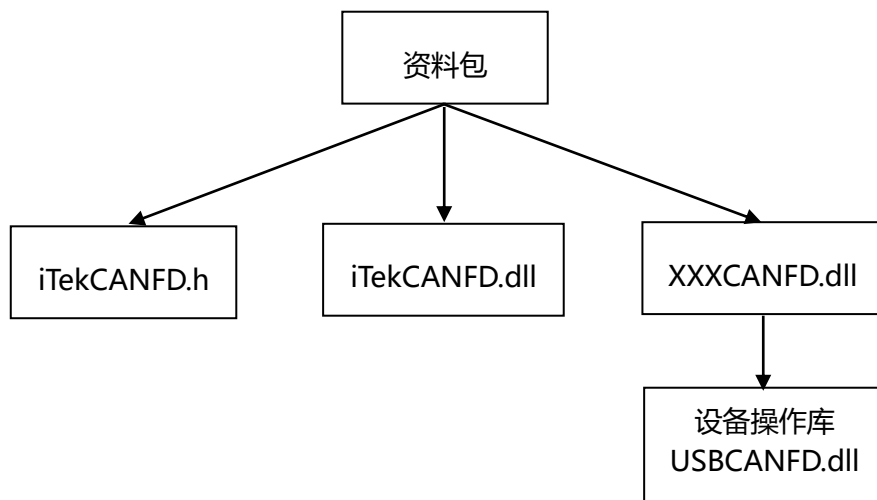 资料包
iTekCANFD.h
iTekCANFD.dll
XXXCANFD.dll
设备操作库
USBCANFD.dll